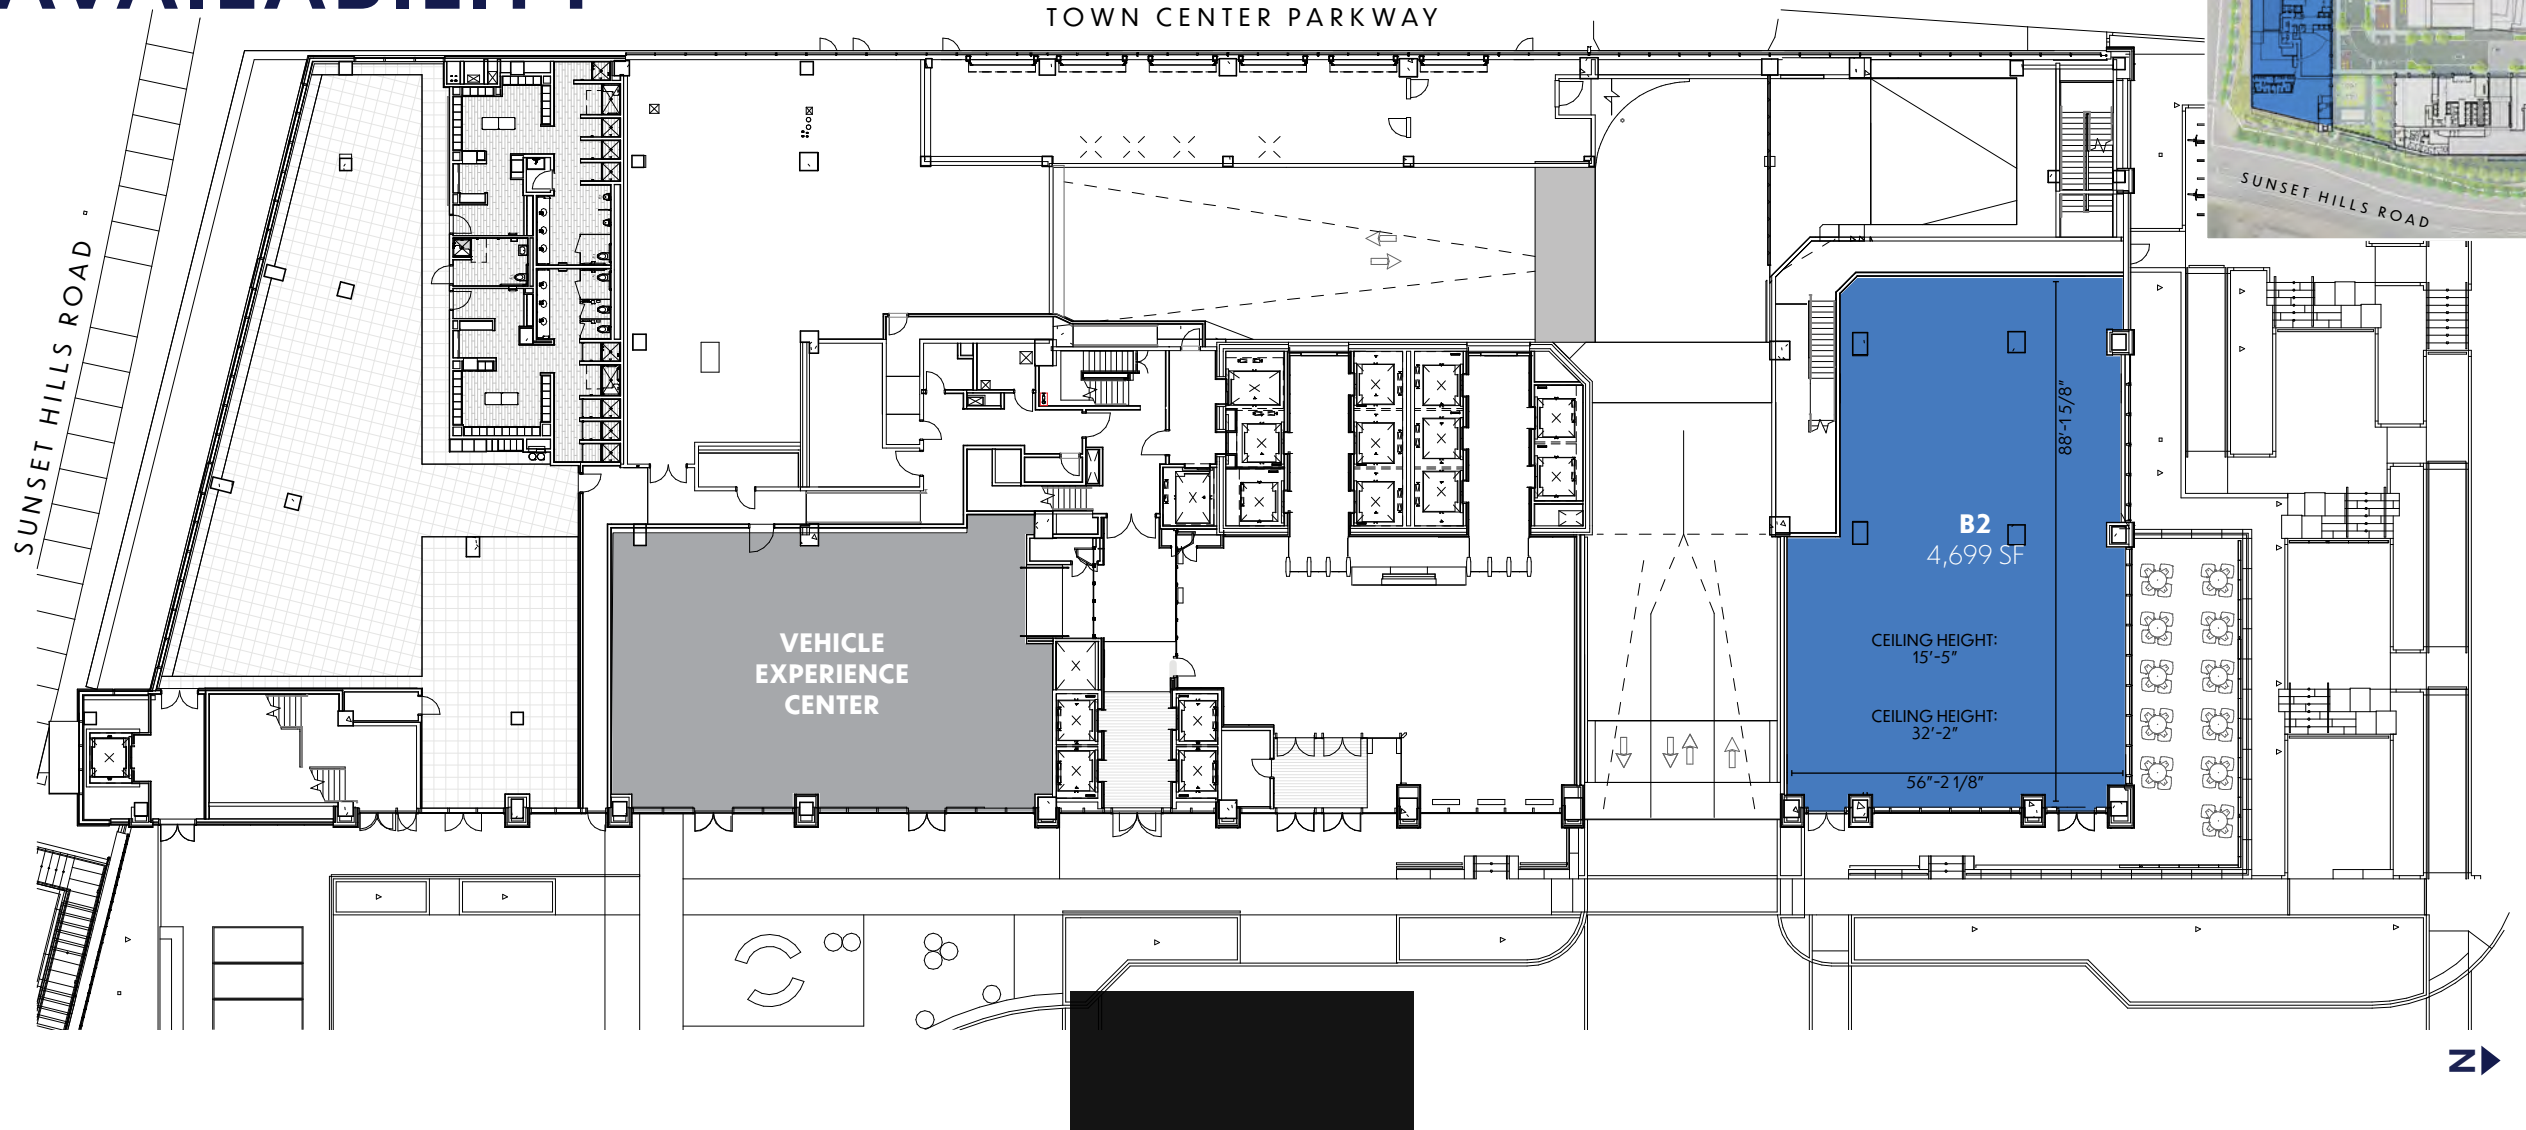 AVAILABILITY
TOWN CENTER PARKWAY
SUNSET HILLS ROAD
SUNSET HILLS ROAD
88'-1 5/8"
B2
4,699 SF
CEILING HEIGHT:
15'-5"
CEILING HEIGHT:
32'-2"
56"-2 1/8"
VEHICLE
EXPERIENCE
CENTER
N